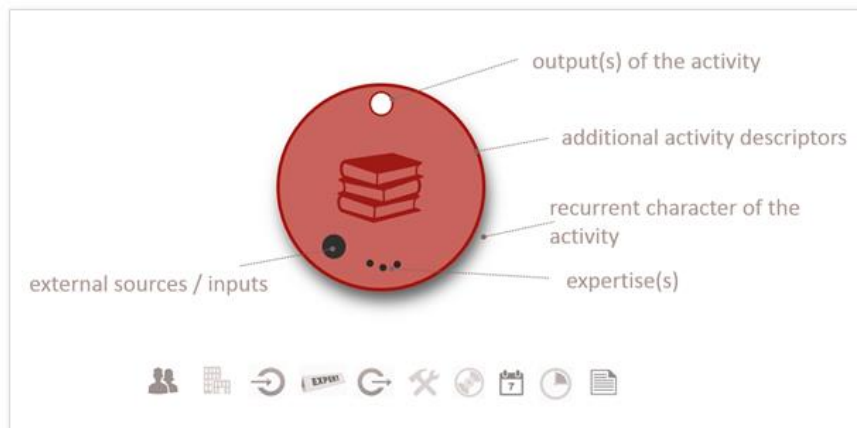 output(s) of the activity
additional activity descriptors
recurrent character of the
activity
external sources / inputs
expertise(s)
EXPERT
7